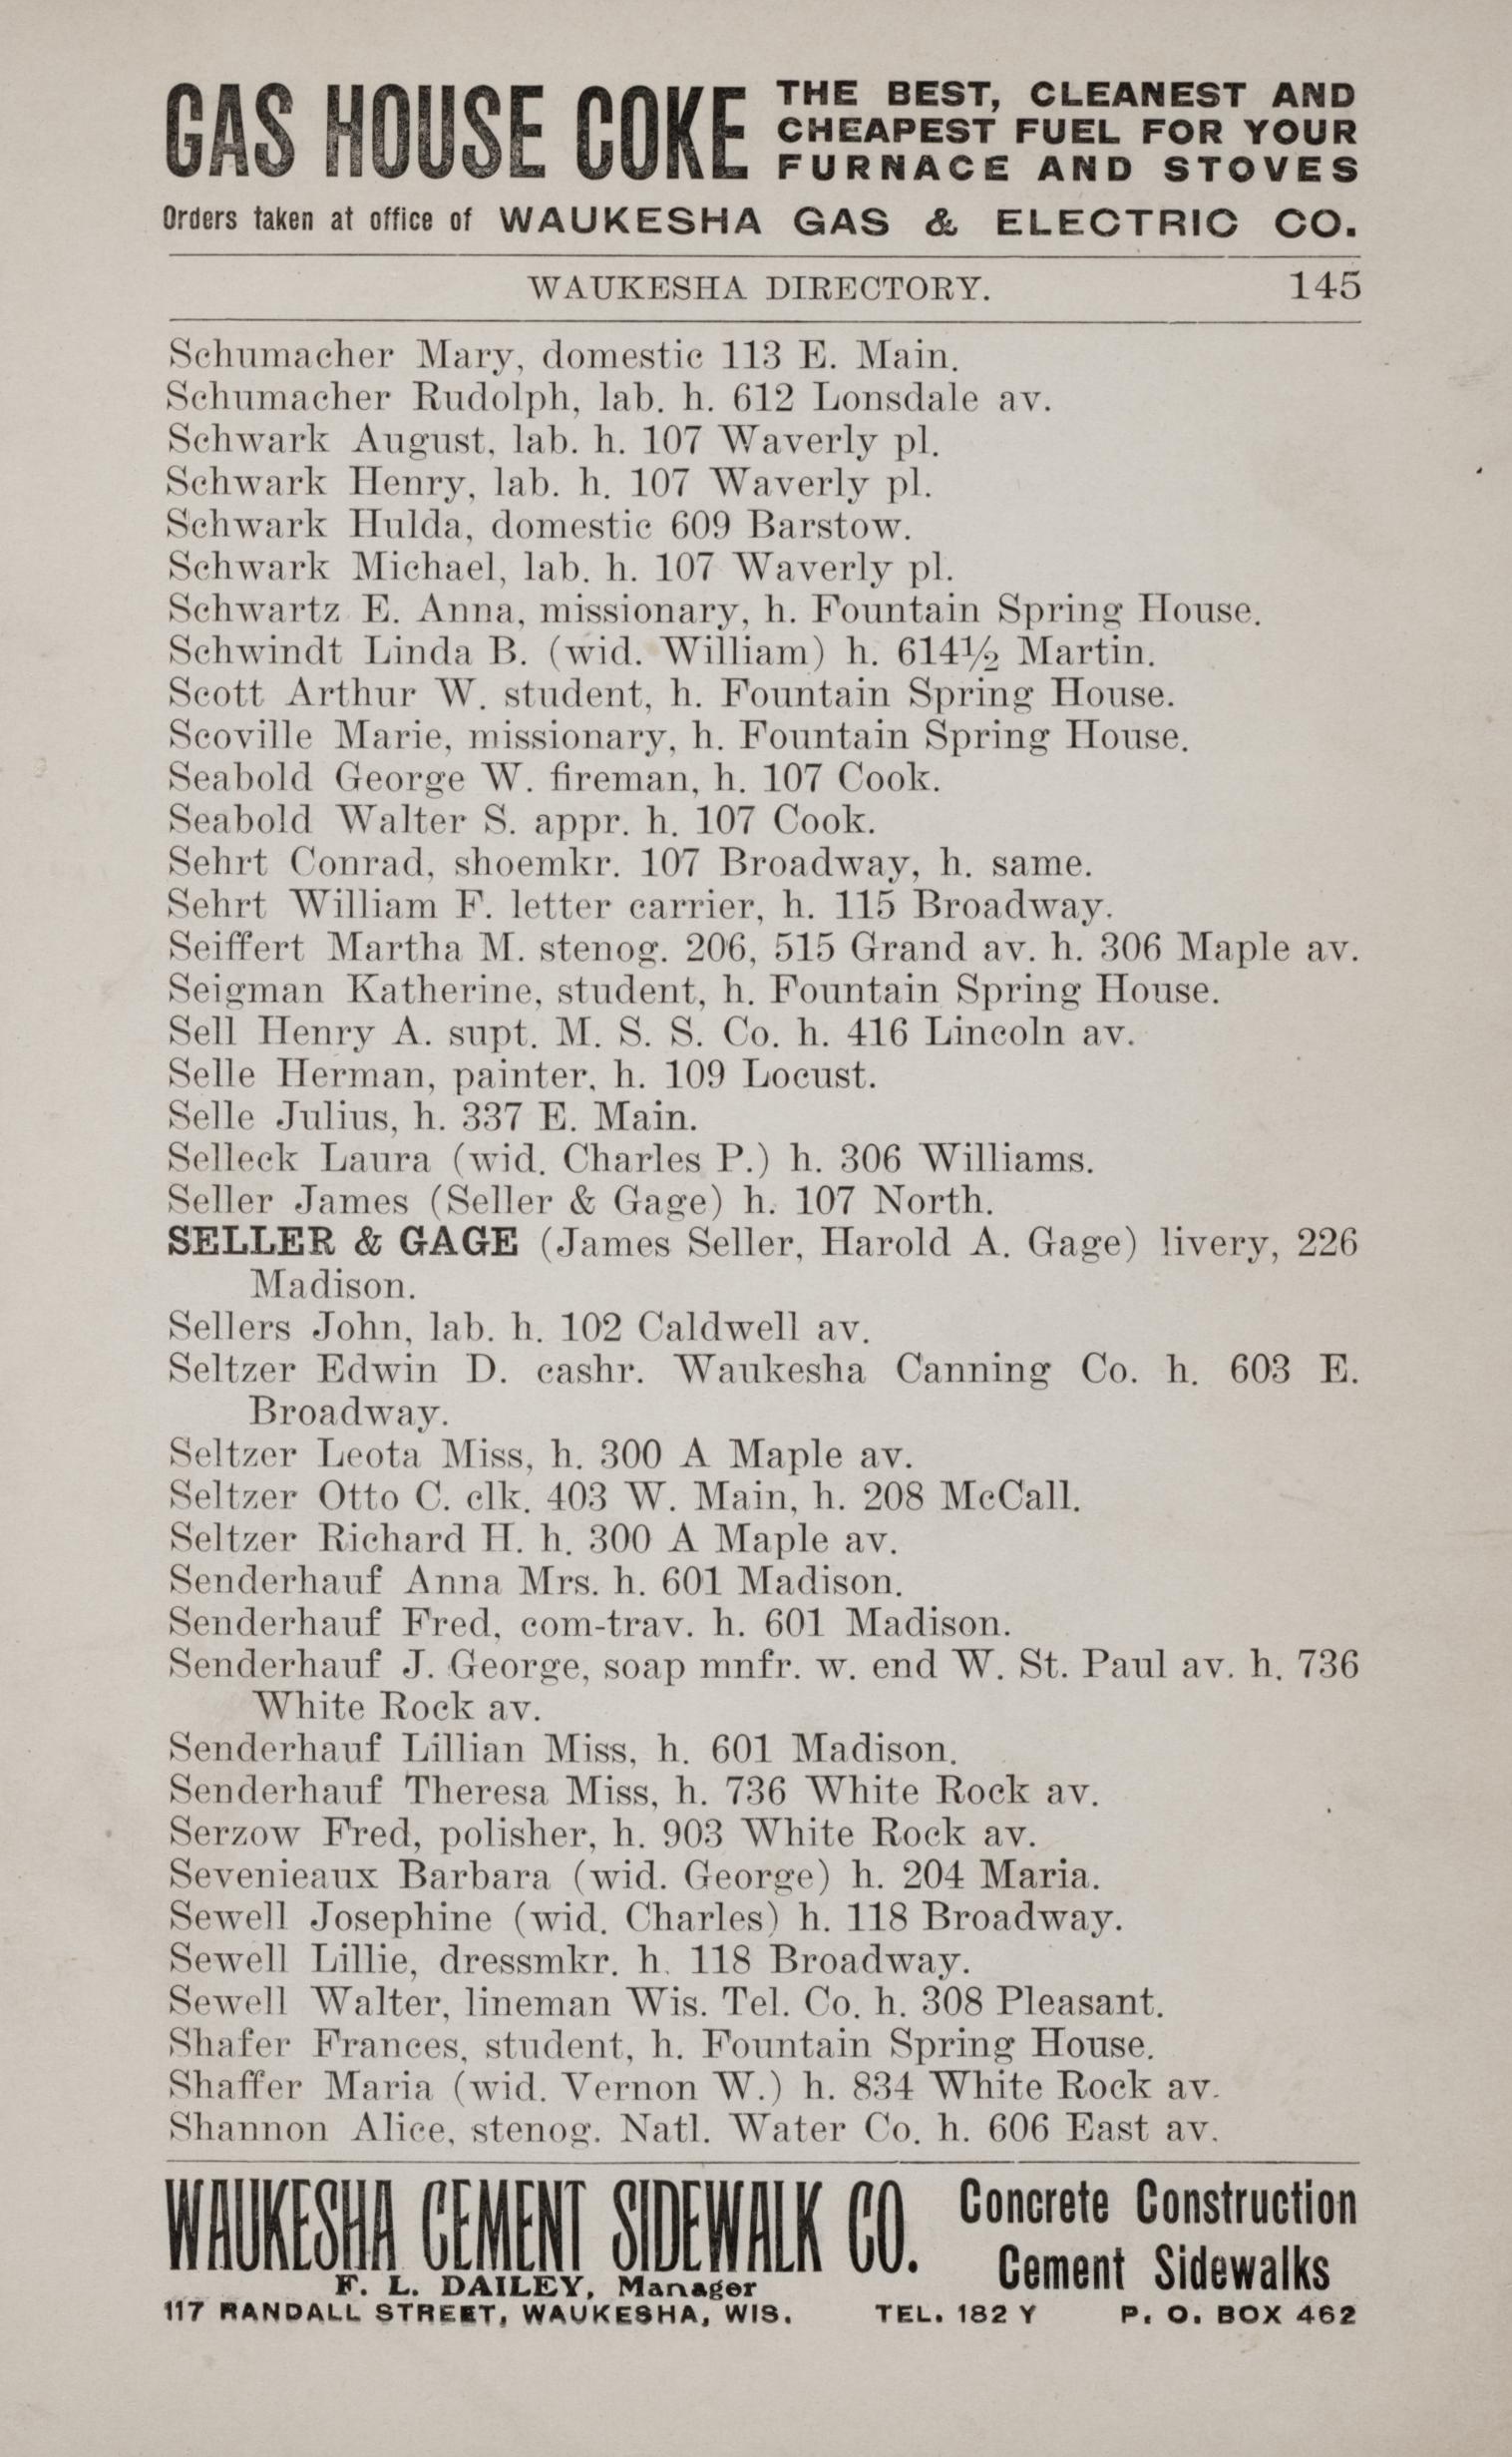 GAS HOUSE COKE THE BEST, CLEANEST AND
CHEAPEST FUEL FOR YOUR
FURNACE AND STOVES
Orders taken at office of WAUKESHA GAS & ELECTRIC CO.
WAUKESHA DIRECTORY. 145
Schumacher Mary, domestic 113 E. Main.
Schumacher Rudolph, lab. h. 612 Lonsdale av.
Schwark August, lab. h. 107 Waverly pl.
Schwark Henry, lab. h. 107 Waverly pl.
Schwark Hulda, domestic 609 Barstow.
Schwark Michael, lab. h. 107 Waverly pl.
Schwartz E. Anna, missionary, h. Fountain Spring House.
Schwindt Linda B. (wid. William) h. 614½ Martin.
Scott Arthur W. student, h. Fountain Spring House.
Scoville Marie, missionary, h. Fountain Spring House.
Seabold George W. fireman, h. 107 Cook.
Seabold Walter S. appr. h. 107 Cook.
Sehrt Conrad, shoemkr. 107 Broadway, h. same.
Sehrt William F. letter carrier, h. 115 Broadway.
Seiffert Martha M. stenog. 206, 515 Grand av. h. 306 Maple av.
Seigman Katherine, student, h. Fountain Spring House.
Sell Henry A. supt. M. S. S. Co. h. 416 Lincoln av.
Selle Herman, painter, h. 109 Locust.
Selle Julius, h. 337 E. Main.
Selleck Laura (wid. Charles P.) h. 306 Williams.
Seller James (Seller & Gage) h. 107 North.
SELLER & GAGE (James Seller, Harold A. Gage) livery, 226
Madison.
Sellers John, lab. h. 102 Caldwell av.
Seltzer Edwin D. cashr. Waukesha Canning Co. h. 603 E.
Broadway.
Seltzer Leota Miss, h. 300 A Maple av.
Seltzer Otto C. clk. 403 W. Main, h. 208 McCall.
Seltzer Richard H. h. 300 A Maple av.
Senderhauf Anna Mrs. h. 601 Madison.
Senderhauf Fred, com-trav. h. 601 Madison.
Senderhauf J. George, soap mnfr. w. end W. St. Paul av. h. 736
White Rock av.
Senderhauf Lillian Miss, h. 601 Madison.
Senderhauf Theresa Miss, h. 736 White Rock av.
Serzow Fred, polisher, h. 903 White Rock av.
Sevenieaux Barbara (wid. George) h. 204 Maria.
Sewell Josephine (wid. Charles) h. 118 Broadway.
Sewell Lillie, dressmkr. h. 118 Broadway.
Sewell Walter, lineman Wis. Tel. Co. h. 308 Pleasant.
Shafer Frances, student, h. Fountain Spring House.
Shaffer Maria (wid. Vernon W.) h. 834 White Rock av.
Shannon Alice, stenog. Natl. Water Co. h. 606 East av.
WAUKESHA CEMENT SIDEWALK CO. Concrete Construction
Cement Sidewalks
F. L. DAILEY, Manager
117 RANDALL STREET, WAUKESHA, WIS. TEL. 182 Y P. O. BOX 462